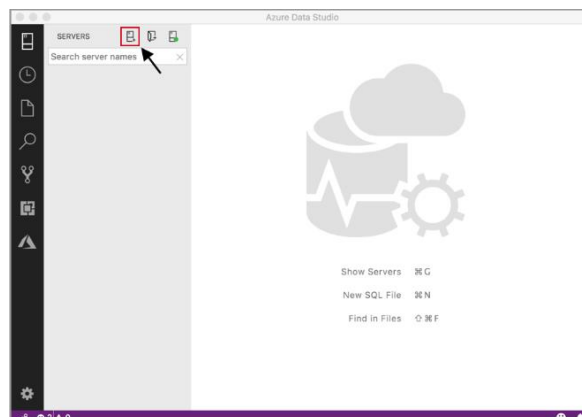 Azure Data Studio
SERVERS
Search server names
Show Servers ⌘G
New SQL File ⌘N
Find in Files ⇧⌘F